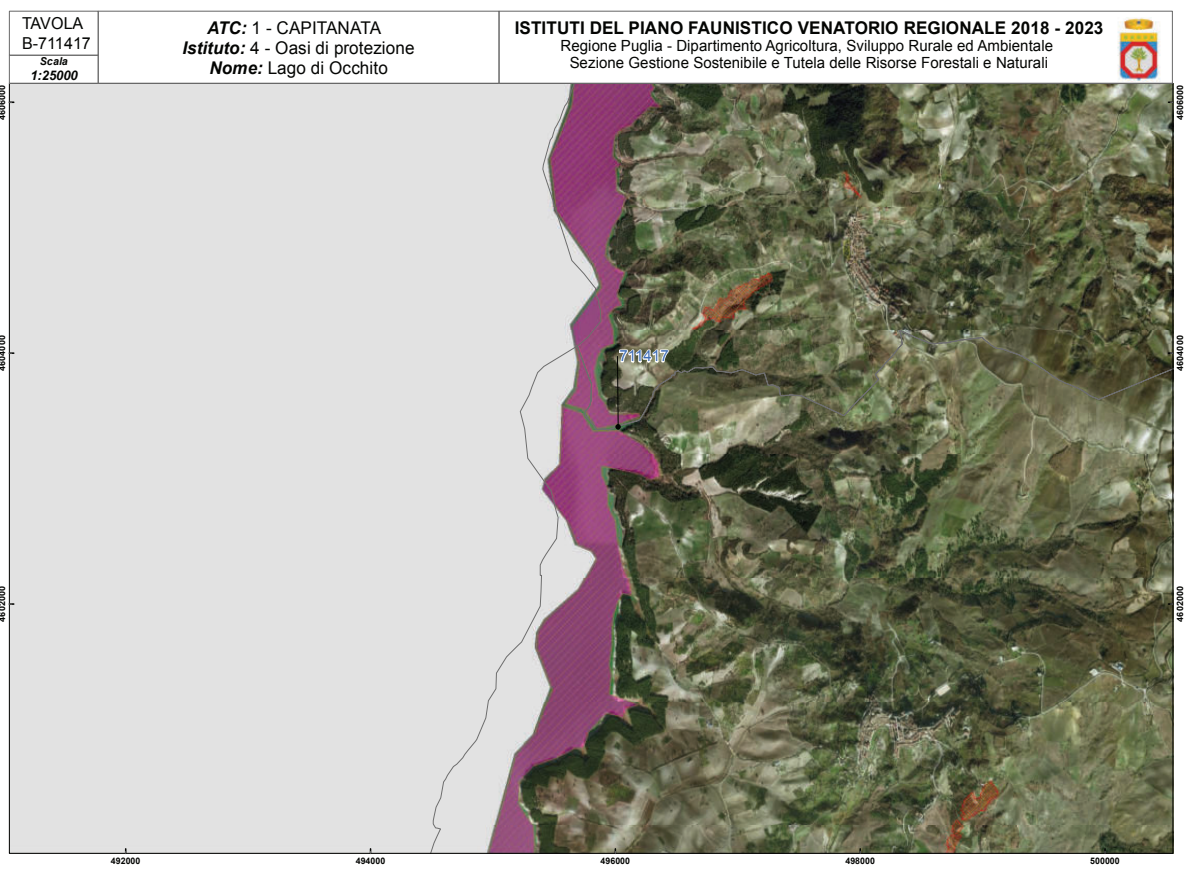 TAVOLA
B-711417
Scala
1:25000
ATC: 1 - CAPITANATA
Istituto: 4 - Oasi di protezione
Nome: Lago di Occhito
ISTITUTI DEL PIANO FAUNISTICO VENATORIO REGIONALE 2018 - 2023
Regione Puglia - Dipartimento Agricoltura, Sviluppo Rurale ed Ambientale
Sezione Gestione Sostenibile e Tutela delle Risorse Forestali e Naturali
4606000
4606000
4604000
711417
4604000
4602000
4602000
492000
494000
496000
498000
500000